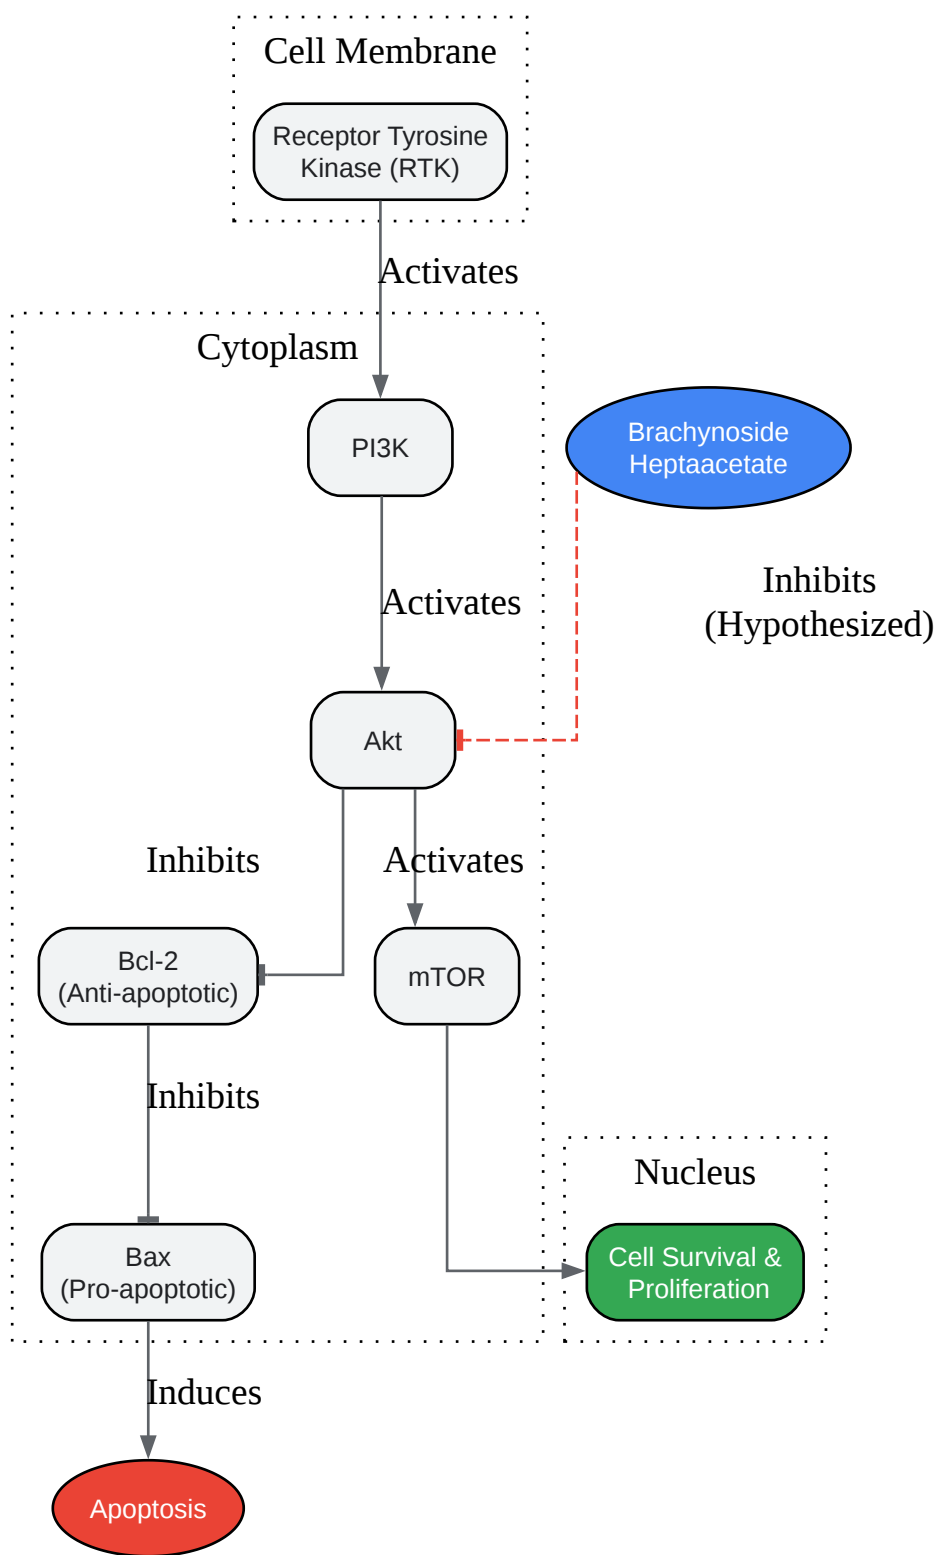 Cell Membrane
Receptor Tyrosine
Kinase (RTK)
Activates
Cytoplasm
PI3K
Brachynoside
Heptaacetate
Activates
Inhibits
(Hypothesized)
Akt
Inhibits
Activates
Bcl-2
(Anti-apoptotic)
mTOR
Inhibits
Nucleus
Bax
(Pro-apoptotic)
Cell Survival &
Proliferation
Induces
Apoptosis